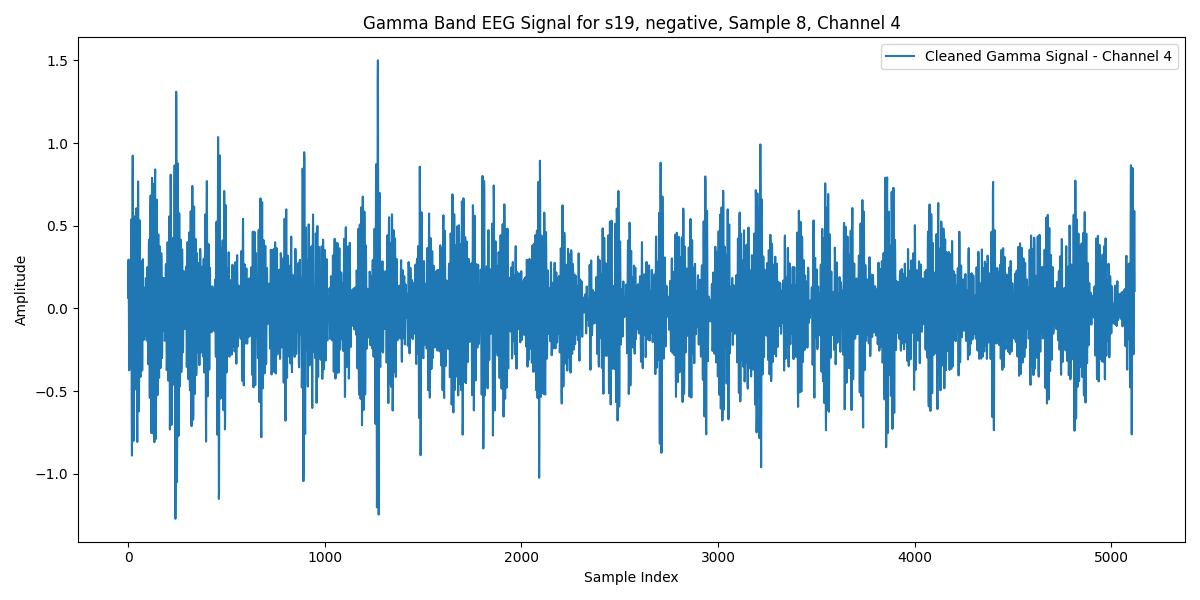 Gamma Band EEG Signal for s19, negative, Sample 8, Channel 4
Cleaned Gamma Signal - Channel 4
Amplitude
1.5
1.0
0.5
0.0
−0.5
−1.0
0 1000 2000 3000 4000 5000
Sample Index